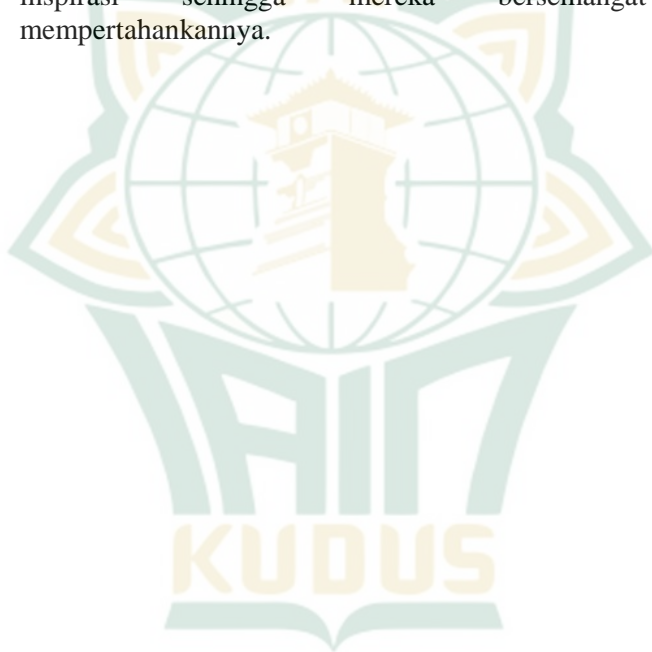 inspirasi sehingga mereka bersemangat
mempertahankannya.
IAIN
KUDUS